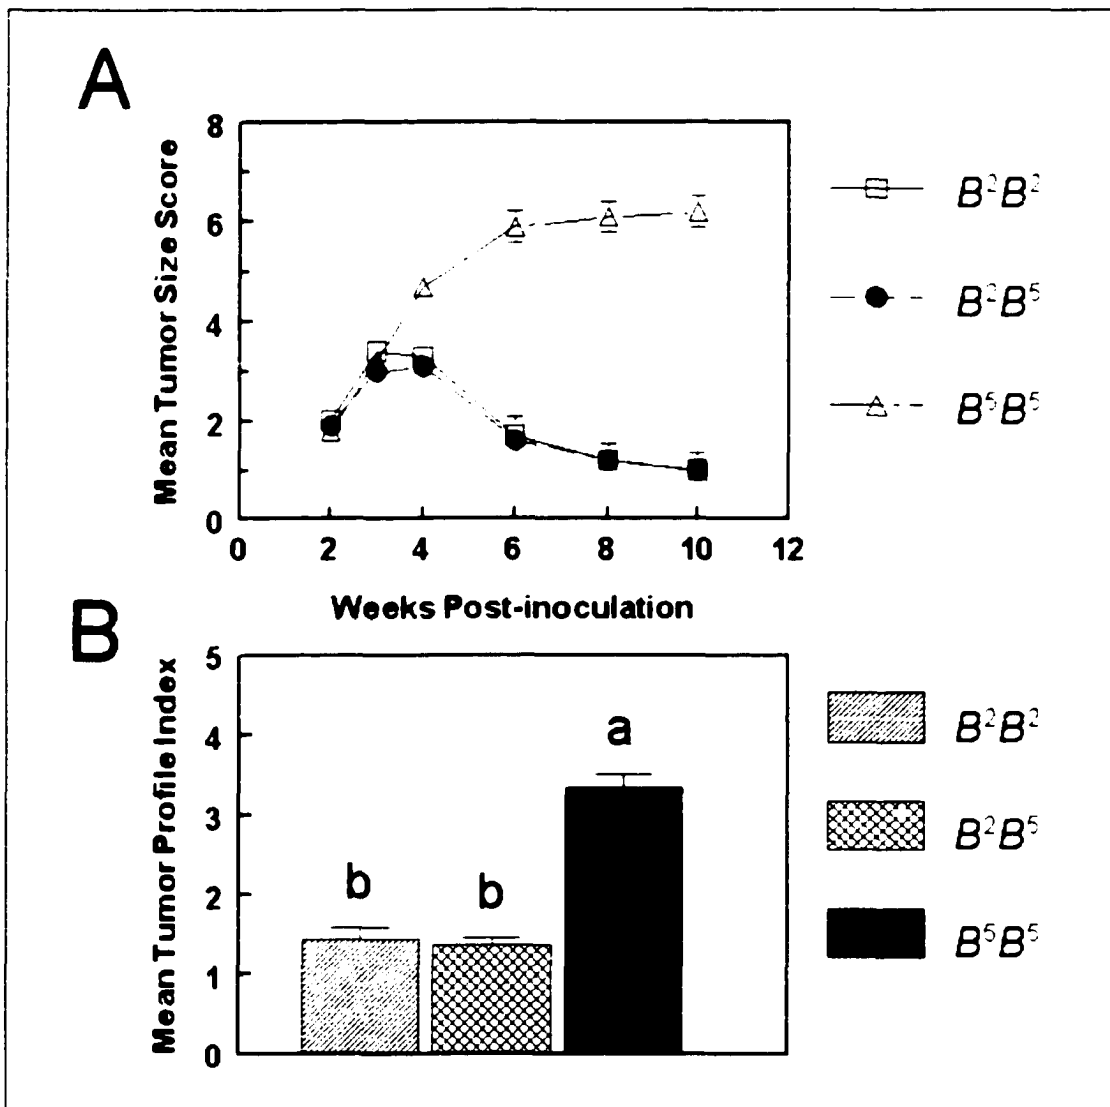 A
Mean Tumor Size Score
8
6
4
2
0
0 2 4 6 8 10 12
Weeks Post-inoculation
B²B²
B²B⁵
B⁵B⁵
B
Mean Tumor Profile Index
5
4
3
2
1
0
b
b
a
B²B²
B²B⁵
B⁵B⁵